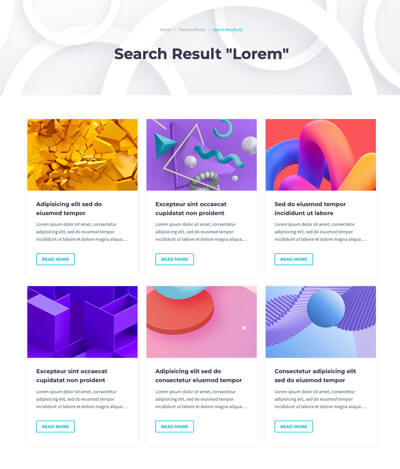 Home > Themim Blocks > Search Results 02
Search Result "Lorem"
Adipisicing elit sed do
eiusmod tempor
Lorem ipsum dolor sit amet, consectetur
adipisicing elit, sed do eiusmod tempor
incididunt ut labore et dolore magna aliqua....
READ MORE
Excepteur sint occaecat
cupidatat non proident
Lorem ipsum dolor sit amet, consectetur
adipisicing elit, sed do eiusmod tempor
incididunt ut labore et dolore magna aliqua....
READ MORE
Sed do eiusmod tempor
incididunt ut labore
Lorem ipsum dolor sit amet, consectetur
adipisicing elit, sed do eiusmod tempor
incididunt ut labore et dolore magna aliqua....
READ MORE
Excepteur sint occaecat
cupidatat non proident
Lorem ipsum dolor sit amet, consectetur
adipisicing elit, sed do eiusmod tempor
incididunt ut labore et dolore magna aliqua....
READ MORE
Adipisicing elit sed do
consectetur eiusmod tempor
Lorem ipsum dolor sit amet, consectetur
adipisicing elit, sed do eiusmod tempor
incididunt ut labore et dolore magna aliqua....
READ MORE
Consectetur adipisicing elit
sed do eiusmod tempor
Lorem ipsum dolor sit amet, consectetur
adipisicing elit, sed do eiusmod tempor
incididunt ut labore et dolore magna aliqua....
READ MORE